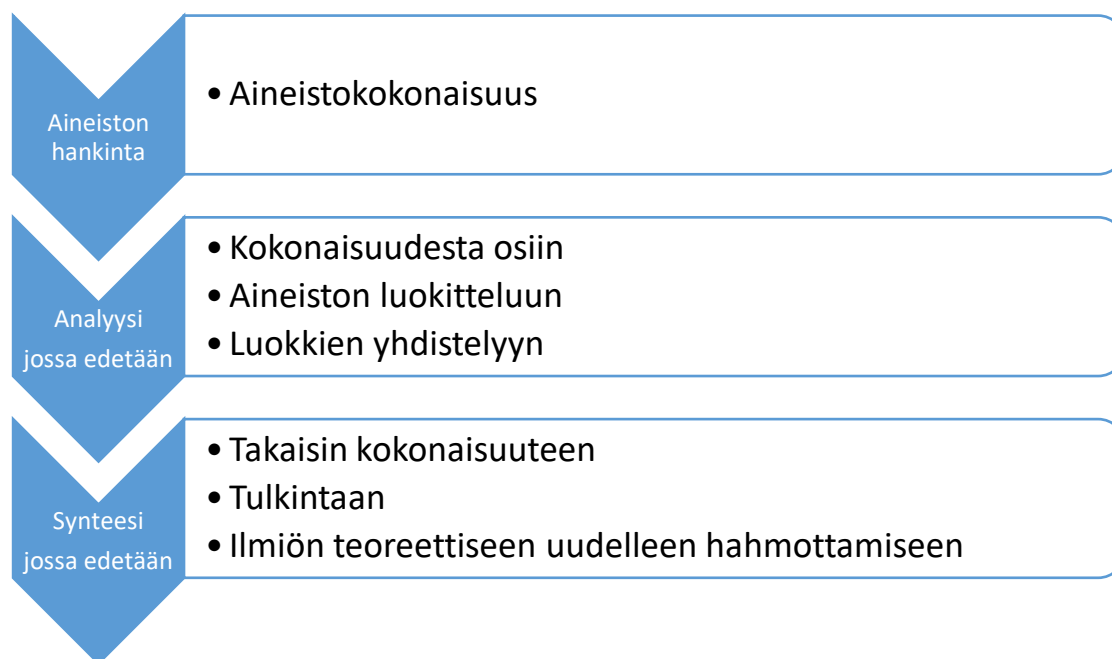 Aineiston
hankinta
• Aineistokokonaisuus
Analyysi
jossa edetään
• Kokonaisuudesta osiin
• Aineiston luokitteluun
• Luokkien yhdistelyyn
Synteesi
jossa edetään
• Takaisin kokonaisuuteen
• Tulkintaan
• Ilmiön teoreettiseen uudelleen hahmottamiseen